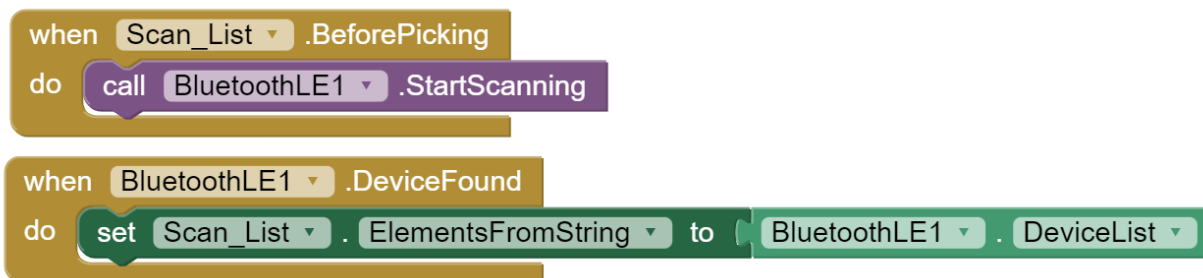 when Scan_List .BeforePicking
do call BluetoothLE1 .StartScanning
when BluetoothLE1 .DeviceFound
do set Scan_List . ElementsFromString to BluetoothLE1 . DeviceList